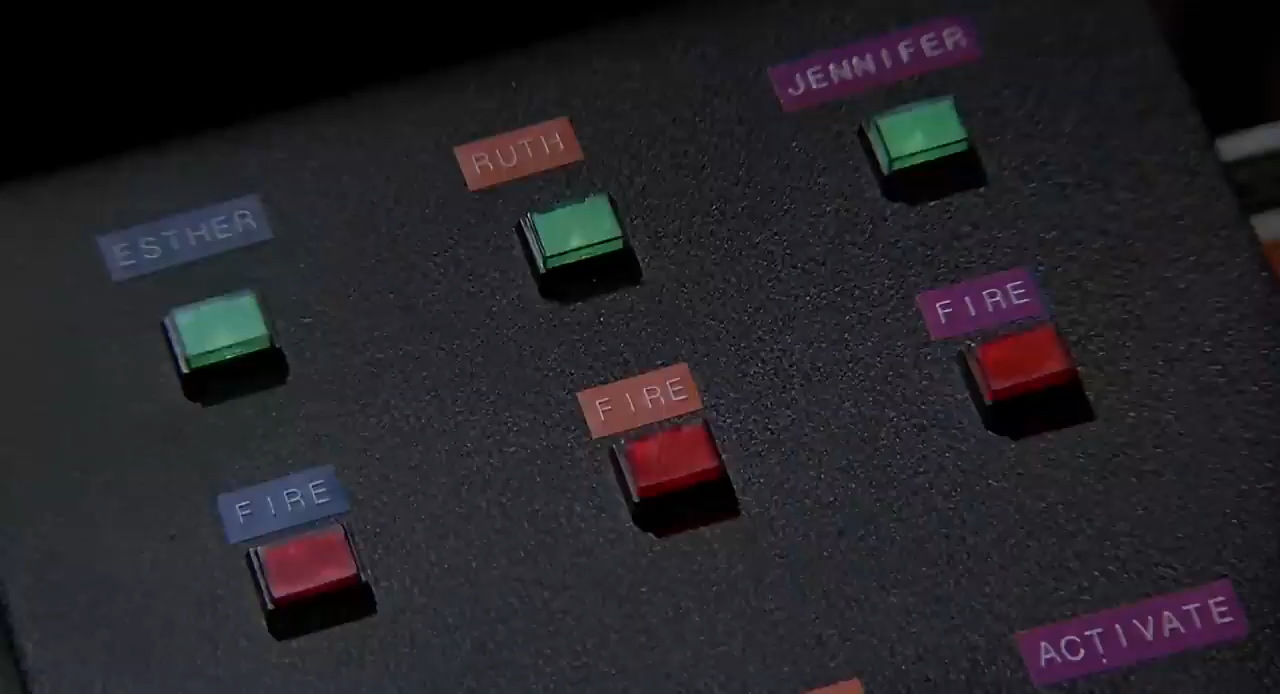 JENNIFER
RUTH
ESTHER
FIRE
FIRE
FIRE
ACTIVATE